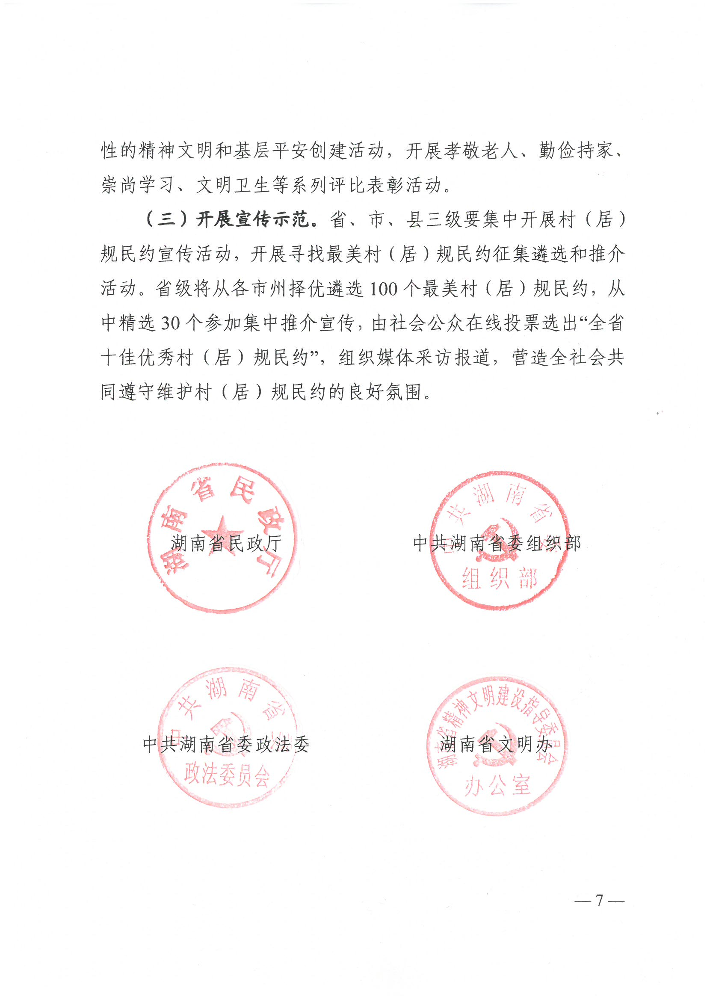 性的精神文明和基层平安创建活动，开展孝敬老人、勤俭持家、
崇尚学习、文明卫生等系列评比表彰活动。
（三）开展宣传示范。省、市、县三级要集中开展村（居）
规民约宣传活动，开展寻找最美村（居）规民约征集遴选和推介
活动。省级将从各市州择优遴选 100 个最美村（居）规民约，从
中精选 30 个参加集中推介宣传，由社会公众在线投票选出“全省
十佳优秀村（居）规民约”，组织媒体采访报道，营造全社会共
同遵守维护村（居）规民约的良好氛围。
湖南省民政厅
湖南省民政厅
中共湖南省委组织部
中共湖南省委
组织部
中共湖南省委政法委
中共湖南省委
政法委员会
湖南省文明办
湖南省精神文明建设指导委员会
办公室
— 7 —